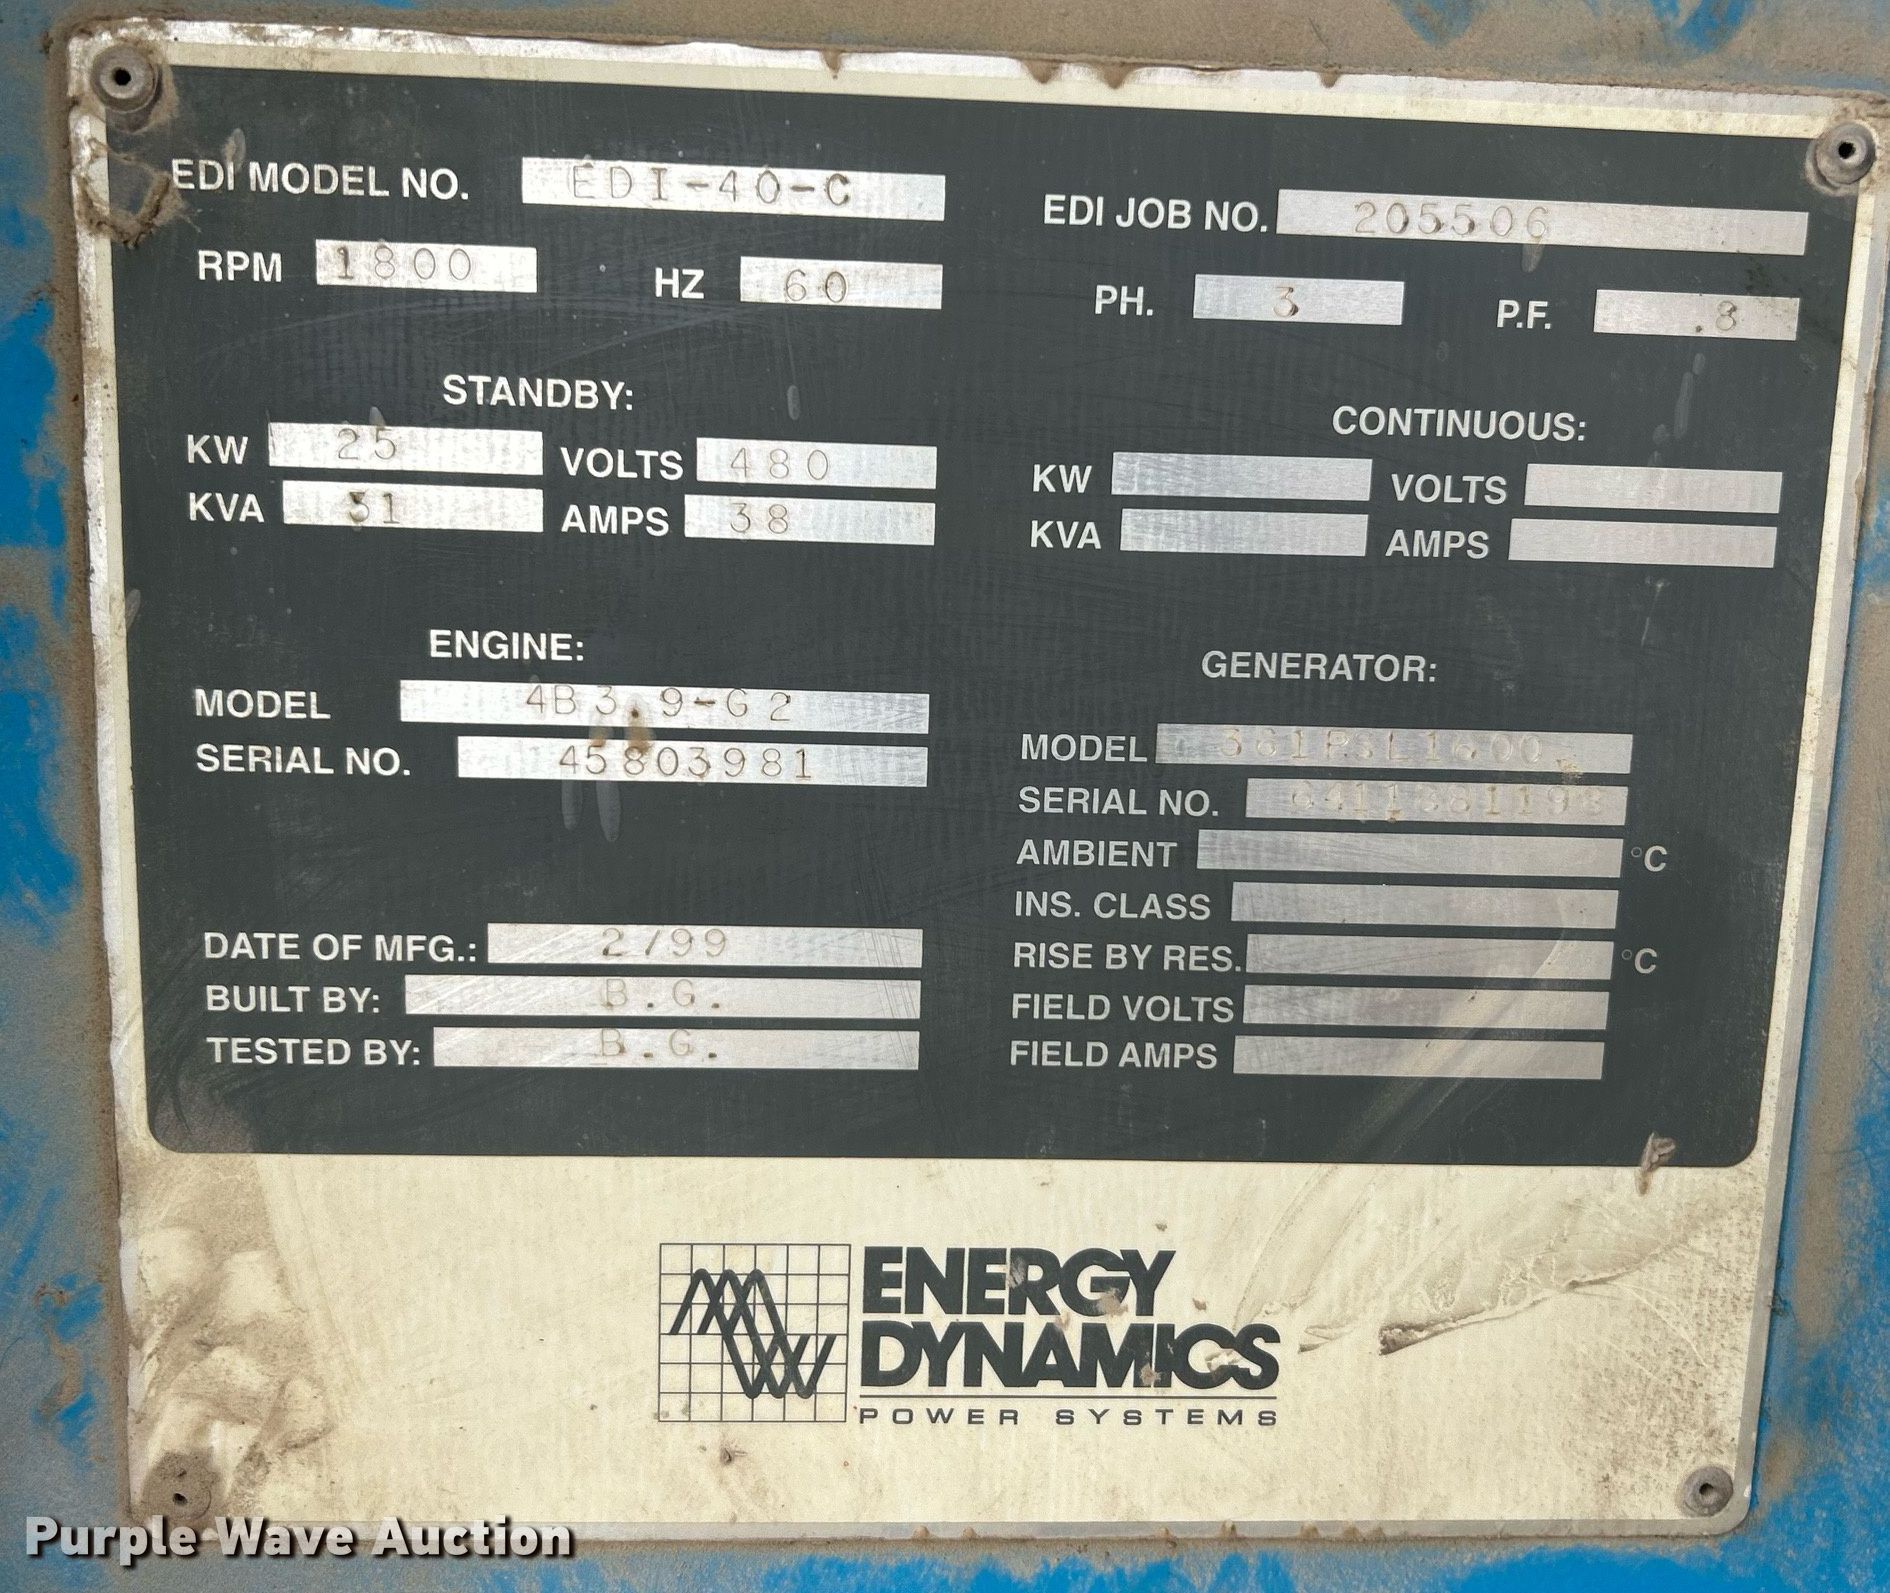 EDI MODEL NO. EDI-40-C
EDI JOB NO. 205506
RPM 1800 HZ 60
PH. 3 P.F. .8
STANDBY:
KW 25 VOLTS 480
KVA 31 AMPS 38
CONTINUOUS:
KW VOLTS
KVA AMPS
ENGINE:
MODEL 4B3.9-G2
SERIAL NO. 45803981
DATE OF MFG.: 2/99
BUILT BY: B.G.
TESTED BY: B.G.
GENERATOR:
MODEL 361PSL1600
SERIAL NO.
AMBIENT °C
INS. CLASS
RISE BY RES. °C
FIELD VOLTS
FIELD AMPS
ENERGY
DYNAMICS
POWER SYSTEMS
Purple Wave Auction